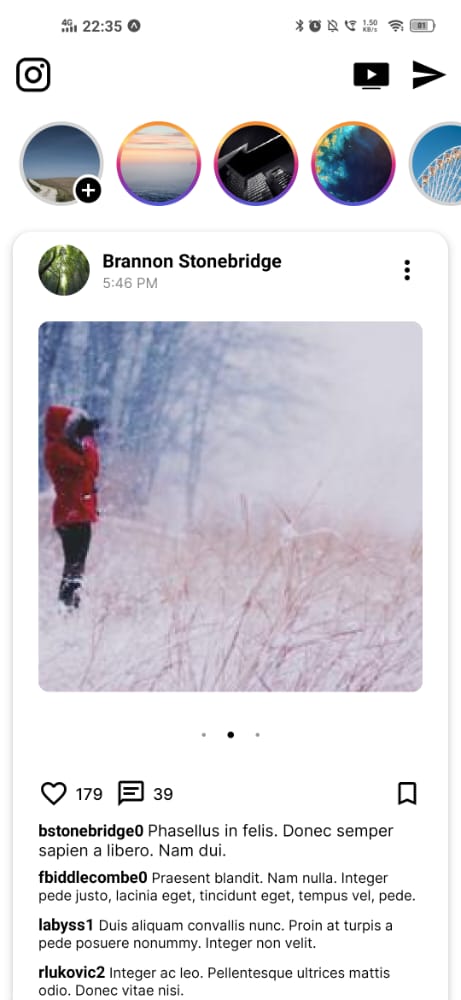 4G 22:35 1.50 KB/s 81
Brannon Stonebridge
5:46 PM
179 39
bstonebridge0 Phasellus in felis. Donec semper
sapien a libero. Nam dui.
fbiddlecombe0 Praesent blandit. Nam nulla. Integer
pede justo, lacinia eget, tincidunt eget, tempus vel, pede.
labyss1 Duis aliquam convallis nunc. Proin at turpis a
pede posuere nonummy. Integer non velit.
rlukovic2 Integer ac leo. Pellentesque ultrices mattis
odio. Donec vitae nisi.